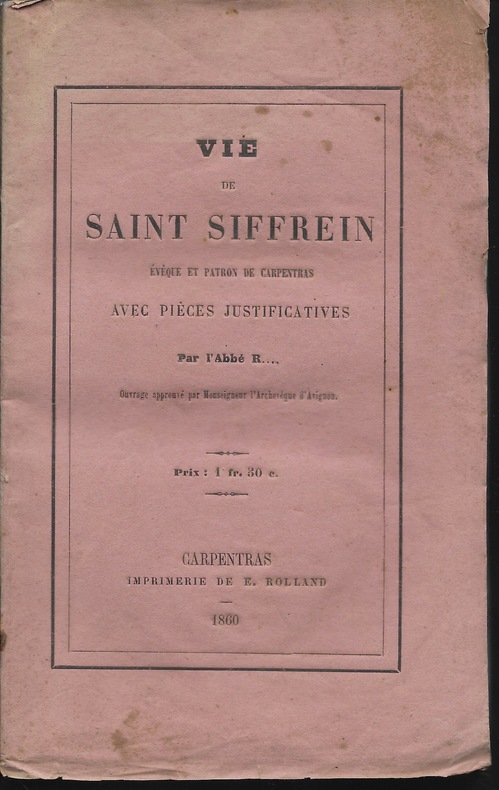 VIE
DE
SAINT SIFFREIN
ÉVÊQUE ET PATRON DE CARPENTRAS
AVEC PIÈCES JUSTIFICATIVES
Par l'Abbé R....
Ouvrage approuvé par Monseigneur l'Archevêque d'Avignon.
Prix : 1 fr. 30 c.
CARPENTRAS
IMPRIMERIE DE E. ROLLAND
1860